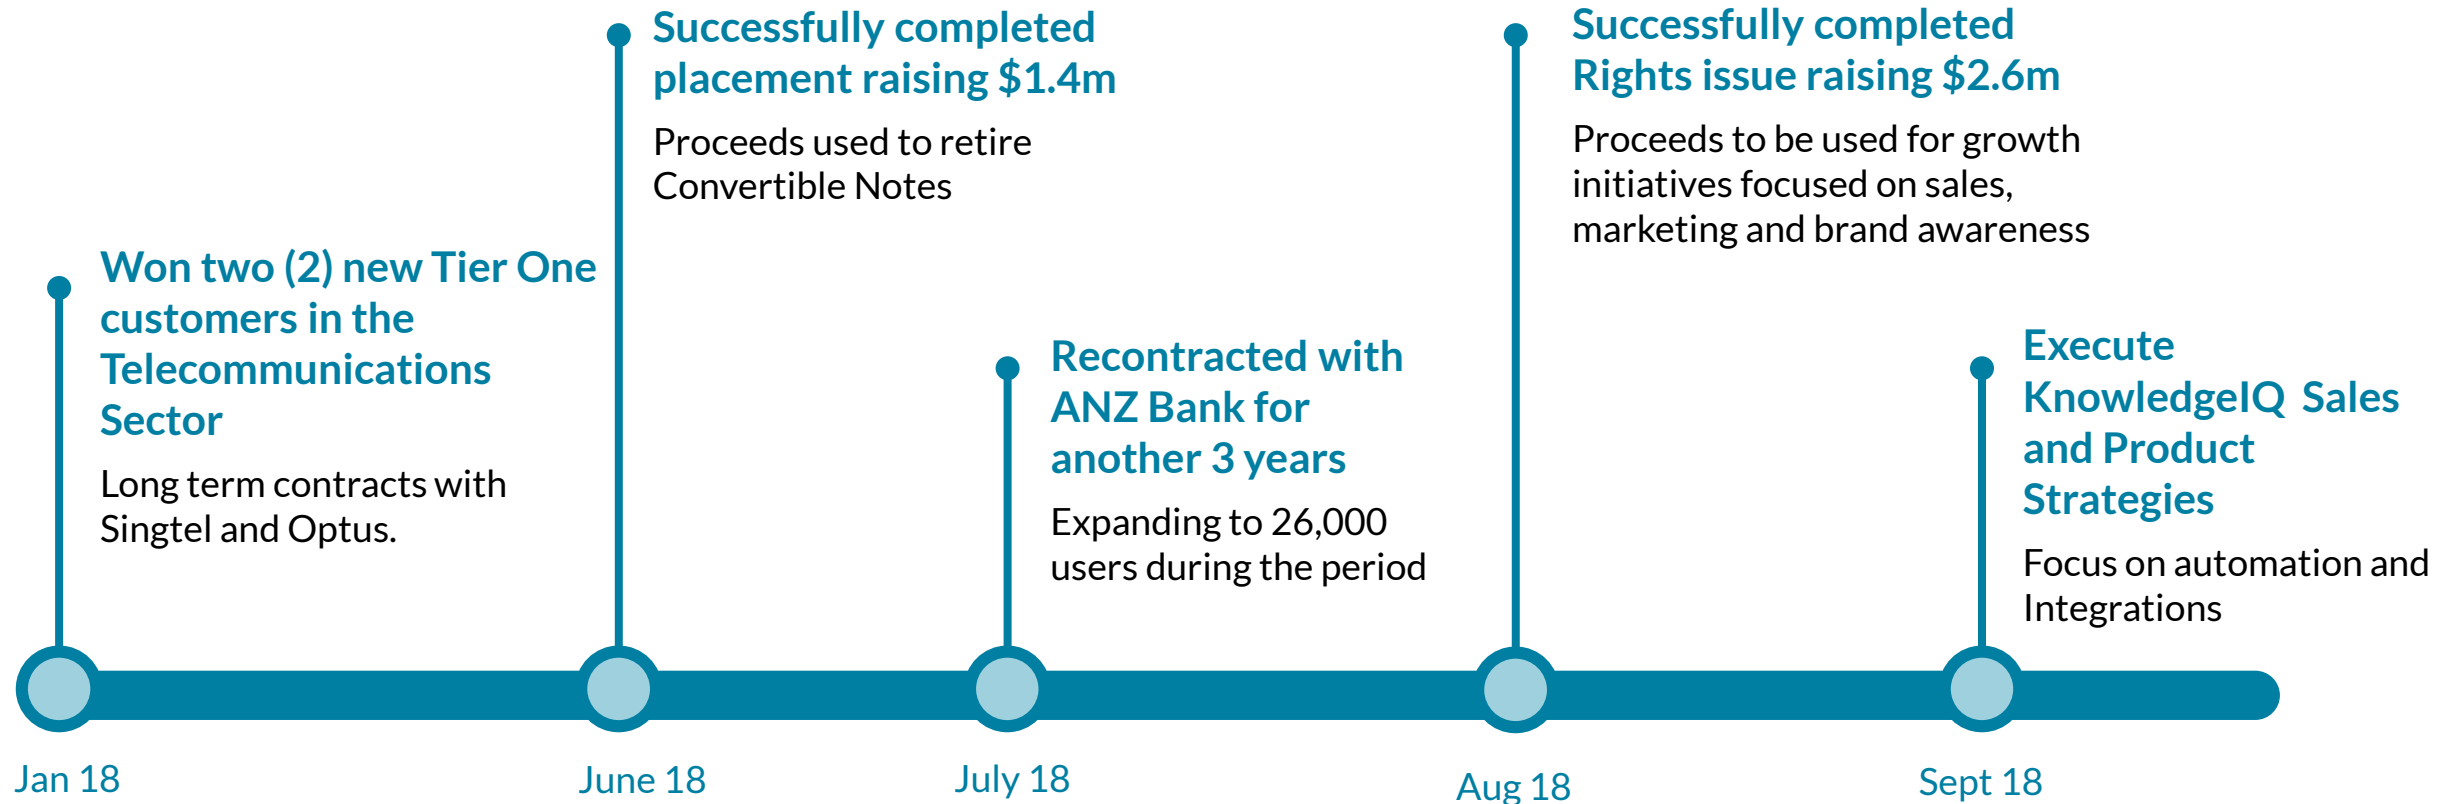 Won two (2) new Tier One
customers in the
Telecommunications
Sector
Long term contracts with
Singtel and Optus.
Successfully completed
placement raising $1.4m
Proceeds used to retire
Convertible Notes
Recontracted with
ANZ Bank for
another 3 years
Expanding to 26,000
users during the period
Successfully completed
Rights issue raising $2.6m
Proceeds to be used for growth
initiatives focused on sales,
marketing and brand awareness
Execute
KnowledgeIQ  Sales
and Product
Strategies
Focus on automation and
Integrations
Jan 18
June 18
July 18
Aug 18
Sept 18